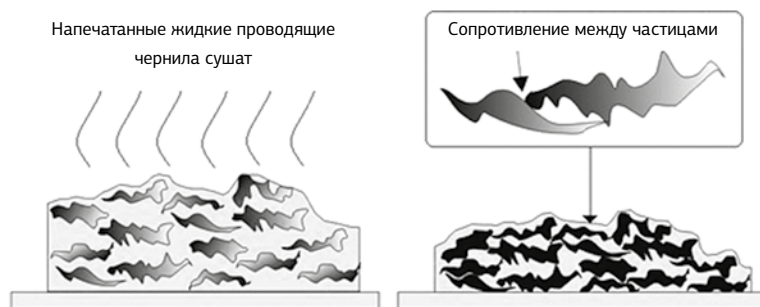 Напечатанные жидкие проводящие
чернила сушат
Сопротивление между частицами